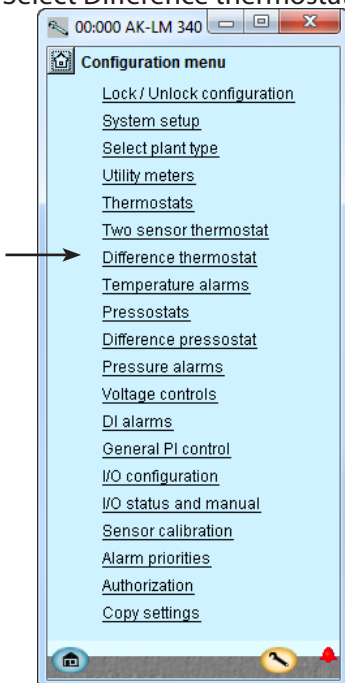 Select Difference thermostat
00:000 AK-LM 340
Configuration menu
Lock / Unlock configuration
System setup
Select plant type
Utility meters
Thermostats
Two sensor thermostat
Difference thermostat
Temperature alarms
Pressostats
Difference pressostat
Pressure alarms
Voltage controls
DI alarms
General PI control
I/O configuration
I/O status and manual
Sensor calibration
Alarm priorities
Authorization
Copy settings